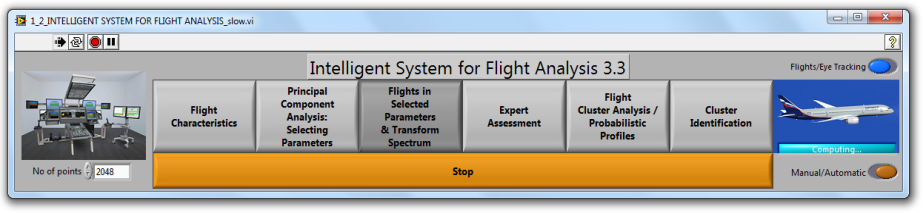 1_2_INTELLIGENT SYSTEM FOR FLIGHT ANALYSIS_slow.vi
?
Intelligent System for Flight Analysis 3.3
Flights/Eye Tracking
Flight
Characteristics
Principal
Component
Analysis:
Selecting
Parameters
Flights in
Selected
Parameters
& Transform
Spectrum
Expert
Assessment
Flight
Cluster Analysis /
Probabilistic
Profiles
Cluster
Identification
Computing...
No of points 2048
Stop
Manual/Automatic